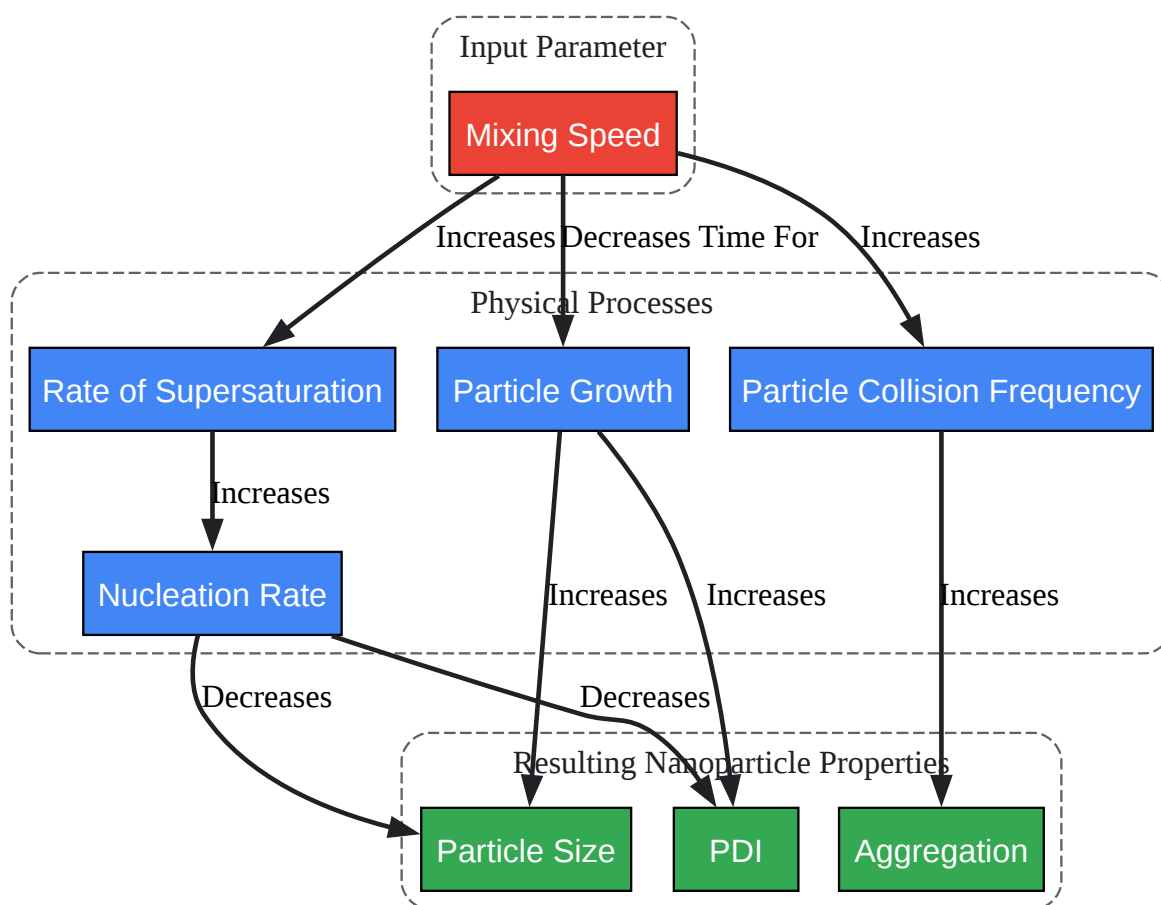 Input Parameter
Mixing Speed
Increases
Decreases Time For
Increases
Physical Processes
Rate of Supersaturation
Particle Growth
Particle Collision Frequency
Increases
Nucleation Rate
Increases
Increases
Increases
Decreases
Decreases
Resulting Nanoparticle Properties
Particle Size
PDI
Aggregation